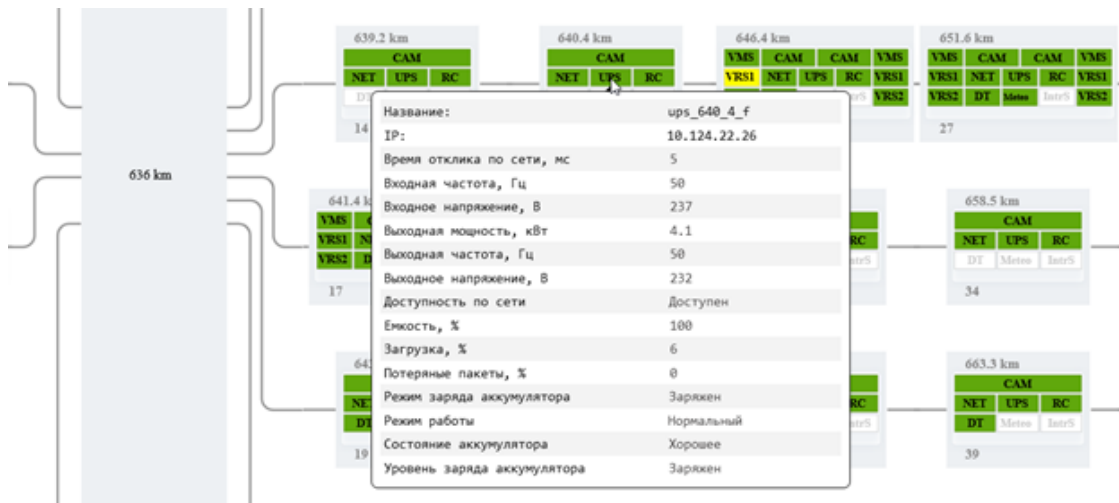 639.2 km
640.4 km
646.4 km
651.6 km
CAM
CAM
VMS CAM CAM VMS
VMS CAM CAM VMS
NET UPS RC
NET UPS RC
VRS1 NET UPS RC VRS1
VRS1 NET UPS RC VRS1
VRS2
VRS2 DT Meteo IntrS VRS2
14
27
Название: ups_640_4_f
IP: 10.124.22.26
Время отклика по сети, мс 5
Входная частота, Гц 50
Входное напряжение, В 237
Выходная мощность, кВт 4.1
Выходная частота, Гц 50
Выходное напряжение, В 232
Доступность по сети Доступен
Емкость, % 100
Загрузка, % 6
Потеряные пакеты, % 0
Режим заряда аккумулятора Заряжен
Режим работы Нормальный
Состояние аккумулятора Хорошее
Уровень заряда аккумулятора Заряжен
636 km
641.4
VMS
VRS1
VRS2
17
RC
658.5 km
CAM
NET UPS RC
DT Meteo IntrS
34
19
RC
663.3 km
CAM
NET UPS RC
DT Meteo IntrS
39